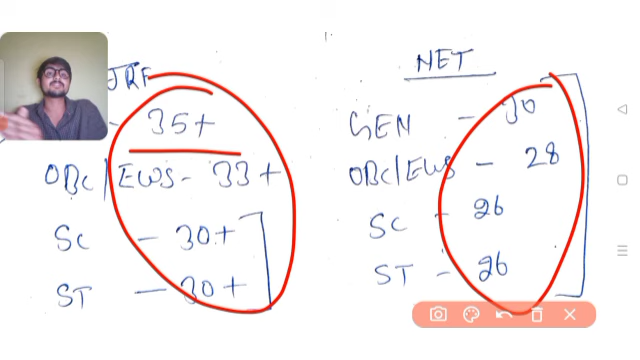 JRF
- 35+
OBC/EWS - 33+
SC - 30+
ST - 30+
NET
GEN - 30
OBC/EWS - 28
SC - 26
ST - 26